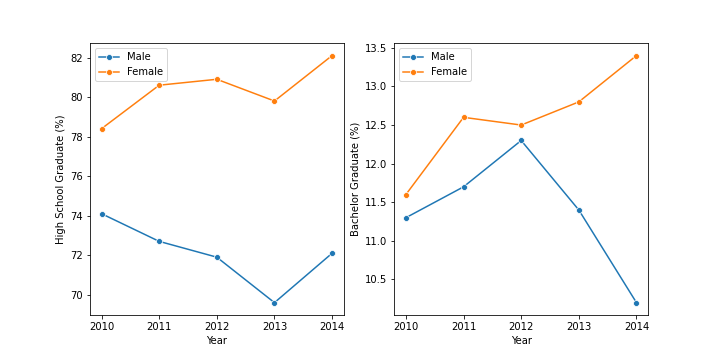 Male
Female
High School Graduate (%)
82
80
78
76
74
72
70
2010 2011 2012 2013 2014
Year
Male
Female
Bachelor Graduate (%)
13.5
13.0
12.5
12.0
11.5
11.0
10.5
2010 2011 2012 2013 2014
Year